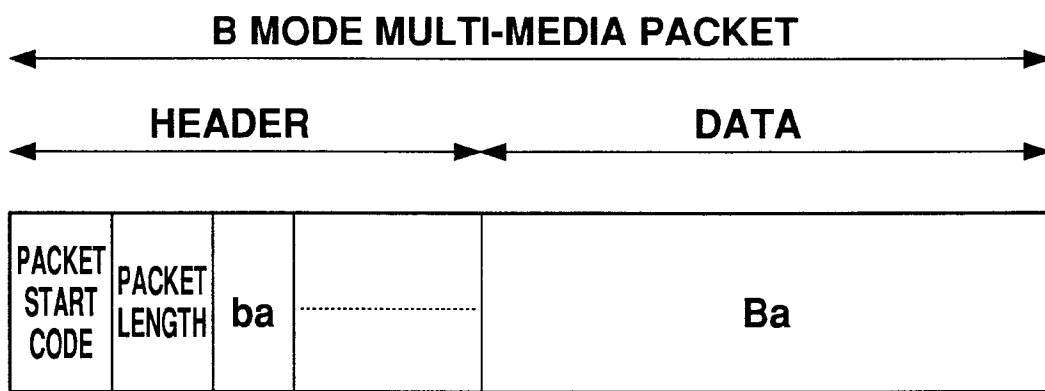 B MODE MULTI-MEDIA PACKET
HEADER
DATA
PACKET
START
CODE
PACKET
LENGTH
ba
Ba